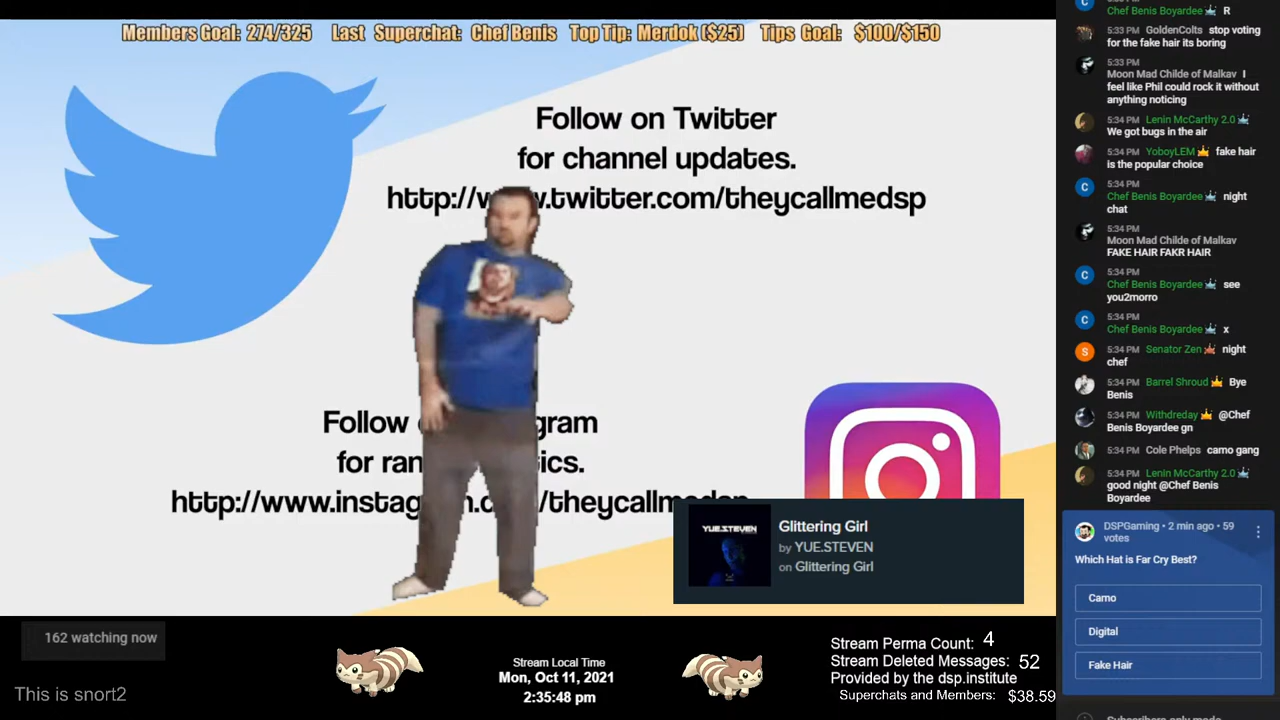 Members Goal: 274/325 Last Superchat: Chef Benis Top Tip: Merdok ($25) Tips Goal: $100/$150
Follow on Twitter
for channel updates.
http://w .twitter.com/theycallmedsp
Follow gram
for ran ics.
http://www.instag /theycallmedsp
YUE.STEVEN
Glittering Girl
by YUE.STEVEN
on Glittering Girl
162 watching now
This is snort2
Stream Local Time
Mon, Oct 11, 2021
2:35:48 pm
Stream Perma Count: 4
Stream Deleted Messages: 52
Provided by the dsp.institute
Superchats and Members: $38.59
Chef Benis Boyardee R
5:33 PM GoldenColts stop voting
for the fake hair its boring
5:33 PM
Moon Mad Childe of Malkav I
feel like Phil could rock it without
anything noticing
5:34 PM Lenin McCarthy 2.0
We got bugs in the air
5:34 PM YoboyLEM fake hair
is the popular choice
5:34 PM
C Chef Benis Boyardee night
chat
5:34 PM
Moon Mad Childe of Malkav
FAKE HAIR FAKR HAIR
5:34 PM
C Chef Benis Boyardee see
you2morro
5:34 PM
C Chef Benis Boyardee x
S 5:34 PM Senator Zen night
chef
5:34 PM Barrel Shroud Bye
Benis
5:34 PM Withdreday @Chef
Benis Boyardee gn
5:34 PM Cole Phelps camo gang
5:34 PM Lenin McCarthy 2.0
good night @Chef Benis
Boyardee
DSPGaming • 2 min ago • 59
votes
Which Hat is Far Cry Best?
Camo
Digital
Fake Hair
Subscribers-only mode